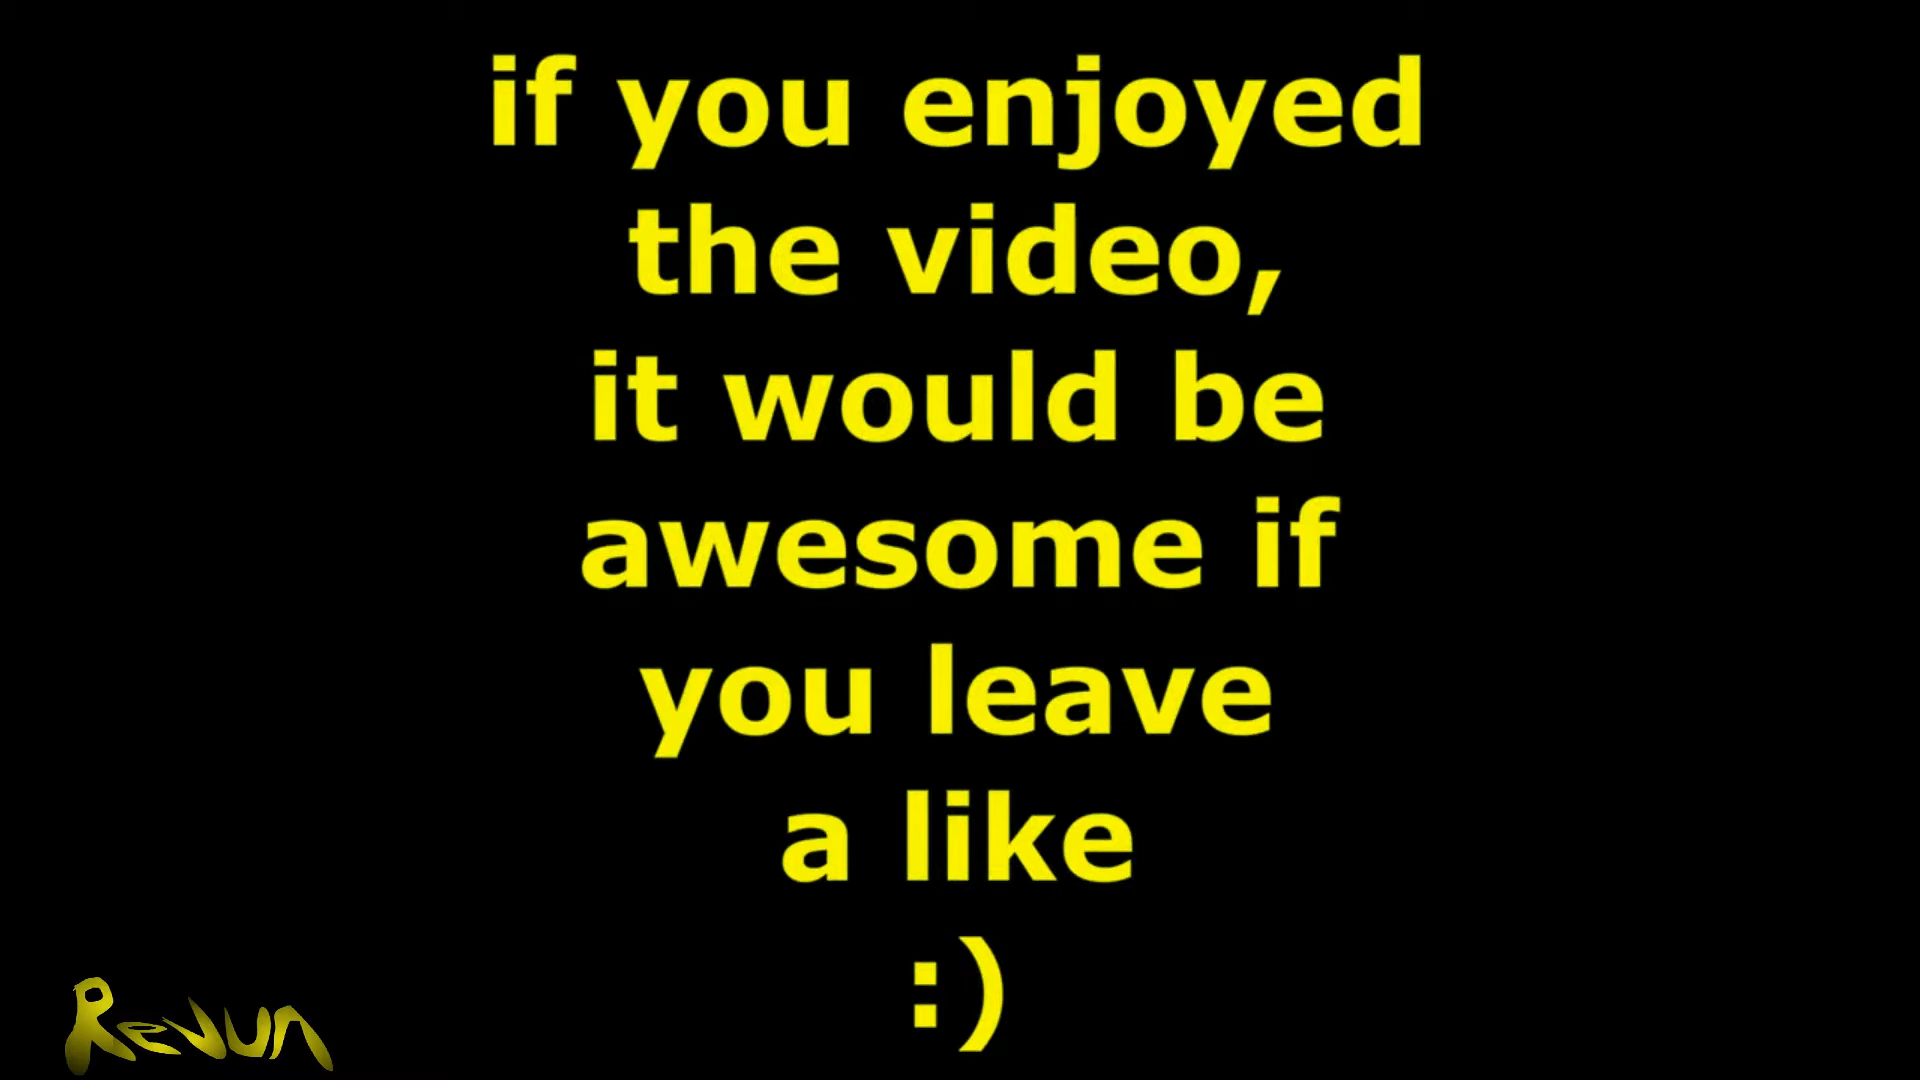 if you enjoyed
the video,
it would be
awesome if
you leave
a like
:)
Revun